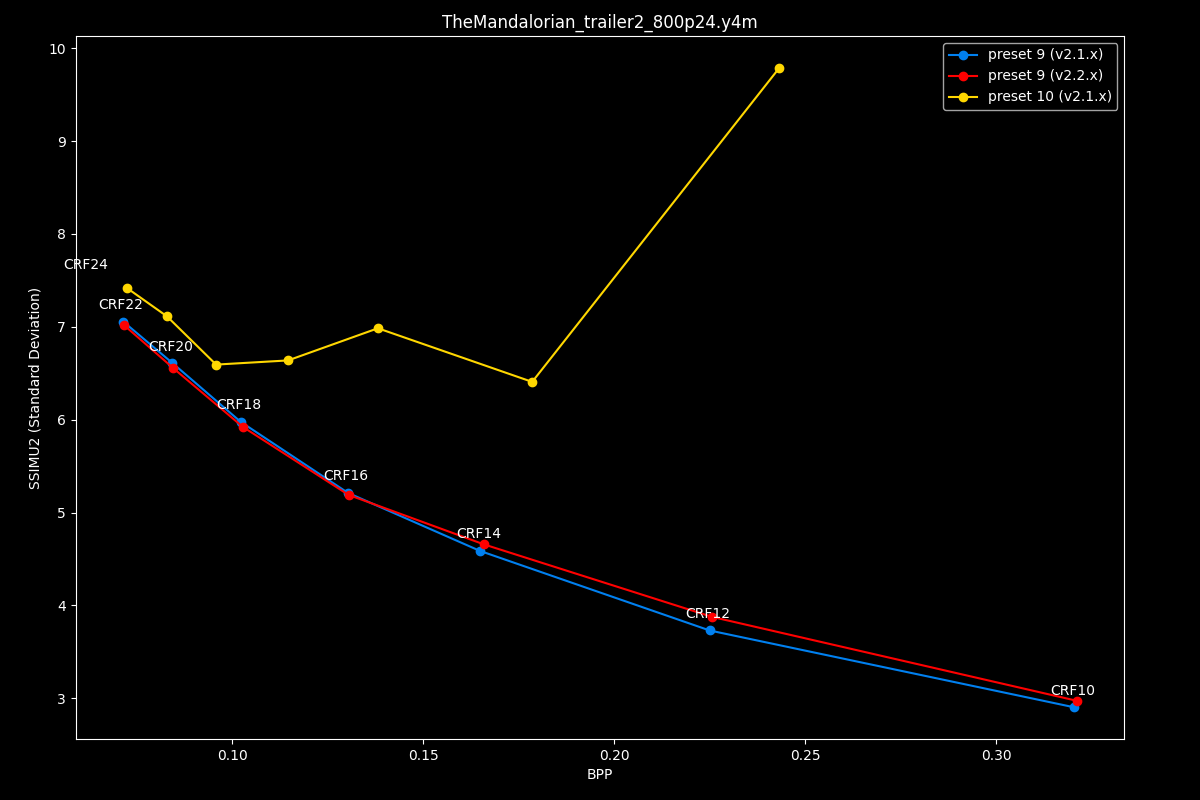 TheMandalorian_trailer2_800p24.y4m
preset 9 (v2.1.x)
preset 9 (v2.2.x)
preset 10 (v2.1.x)
10
9
8
7
6
5
4
3
SSIMU2 (Standard Deviation)
CRF24
CRF22
CRF20
CRF18
CRF16
CRF14
CRF12
CRF10
0.10
0.15
0.20
0.25
0.30
BPP